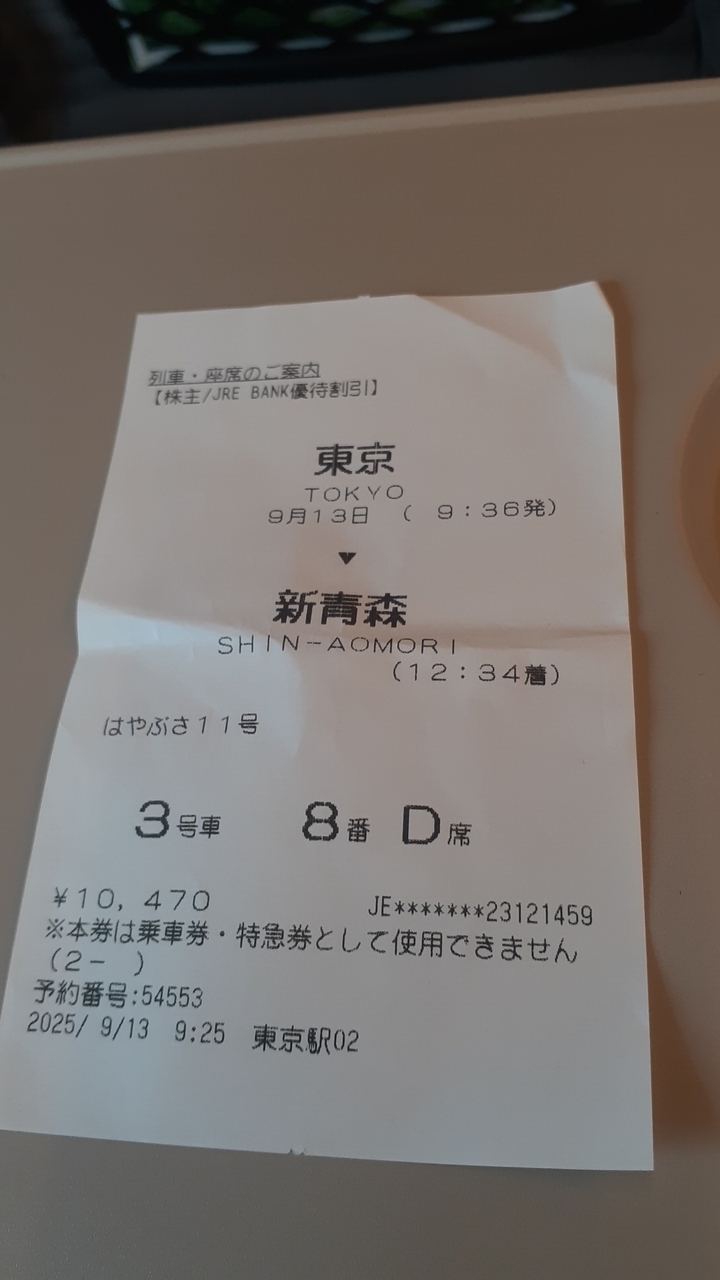 列車・座席のご案内
【株主/JRE BANK優待割引】
東京
TOKYO
9月13日 ( 9:36発)
▼
新青森
SHIN-AOMORI
(12:34着)
はやぶさ11号
3号車 8番 D席
¥10,470 JE*******23121459
※本券は乗車券・特急券として使用できません
(2- )
予約番号:54553
2025/ 9/13 9:25 東京駅02